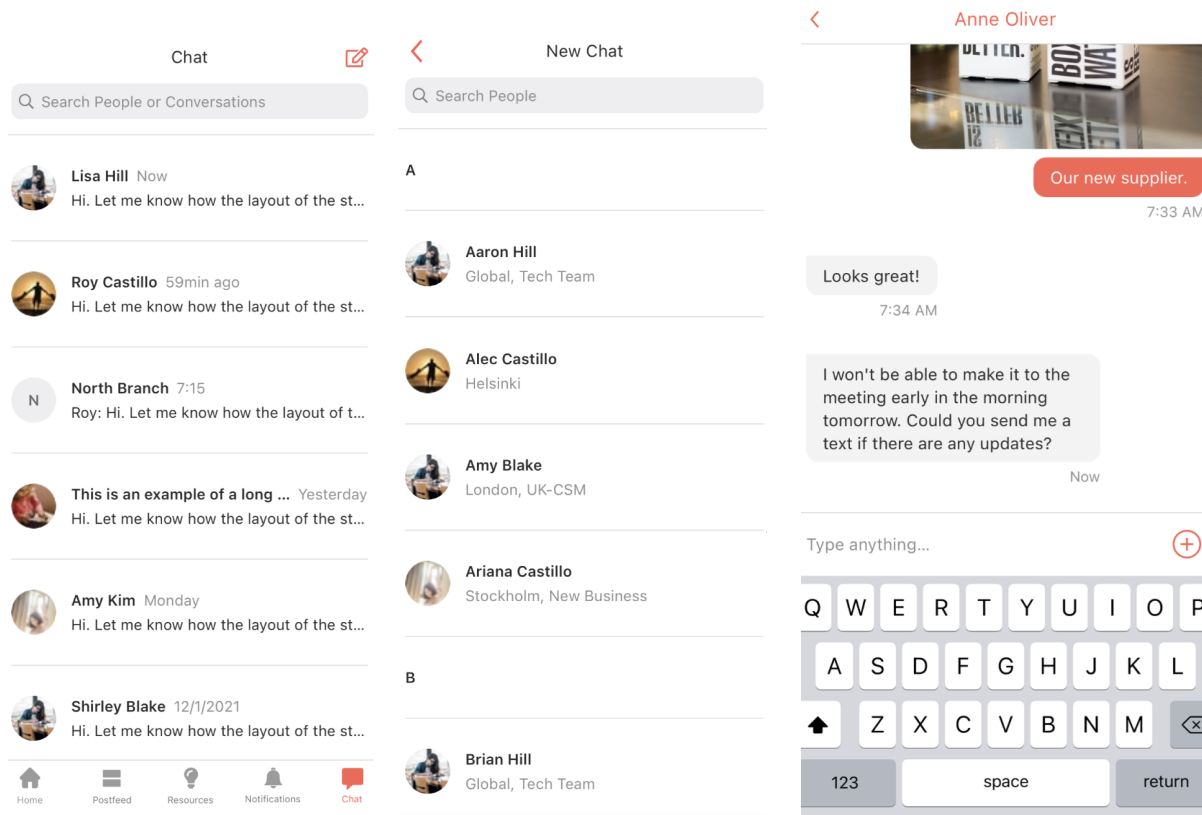 Chat
Search People or Conversations
Lisa Hill Now
Hi. Let me know how the layout of the st...
Roy Castillo 59min ago
Hi. Let me know how the layout of the st...
N
North Branch 7:15
Roy: Hi. Let me know how the layout of t...
This is an example of a long ... Yesterday
Hi. Let me know how the layout of the st...
Amy Kim Monday
Hi. Let me know how the layout of the st...
Shirley Blake 12/1/2021
Hi. Let me know how the layout of the st...
Home Postfeed Resources Notifications Chat
New Chat
Search People
A
Aaron Hill
Global, Tech Team
Alec Castillo
Helsinki
Amy Blake
London, UK-CSM
Ariana Castillo
Stockholm, New Business
B
Brian Hill
Global, Tech Team
Anne Oliver
BETTER.
BETTER
IS
Our new supplier.
7:33 AM
Looks great!
7:34 AM
I won't be able to make it to the
meeting early in the morning
tomorrow. Could you send me a
text if there are any updates?
Now
Type anything...
Q W E R T Y U I O P
A S D F G H J K L
Z X C V B N M
123 space return